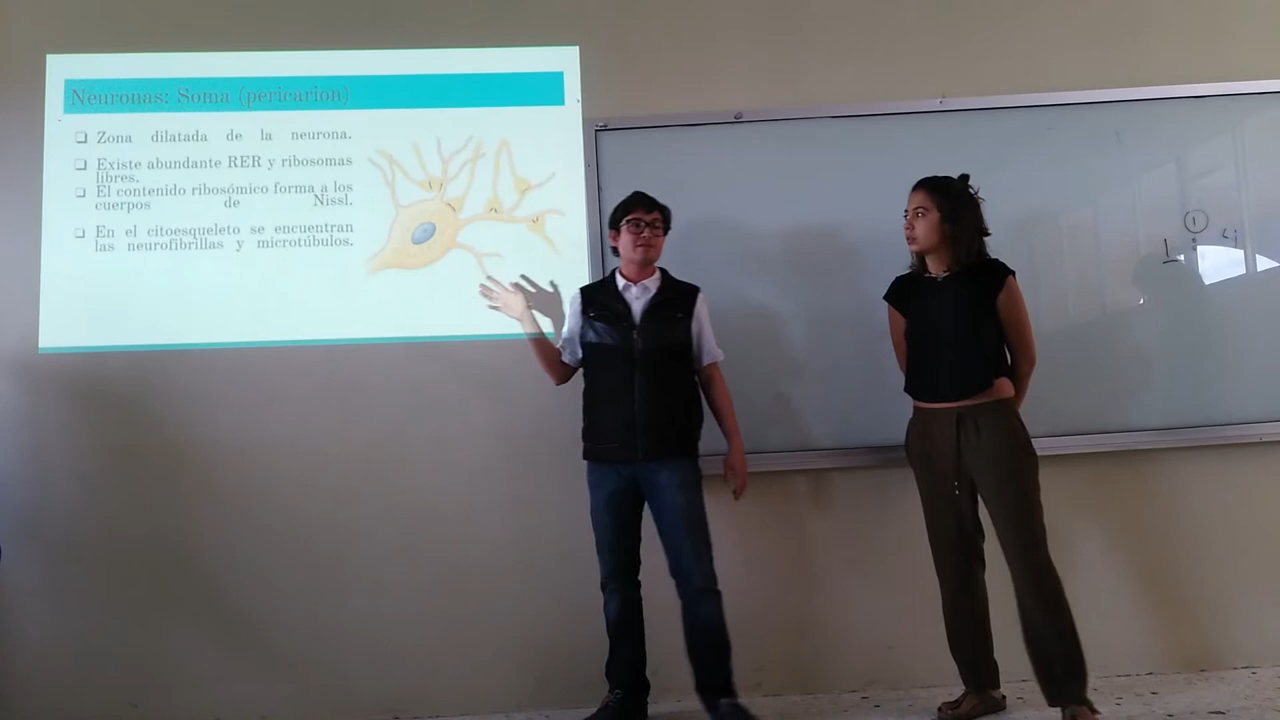 Neuronas: Soma (pericarion)
❑ Zona dilatada de la neurona.
❑ Existe abundante RER y ribosomas
libres.
❑ El contenido ribosómico forma a los
cuerpos de Nissl.
❑ En el citoesqueleto se encuentran
las neurofibrillas y microtúbulos.
1